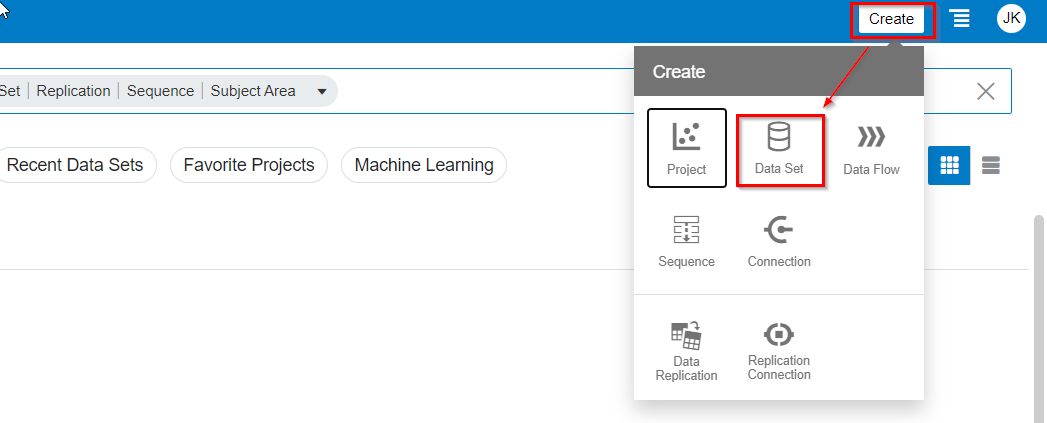 Create
JK
Create
Set | Replication | Sequence | Subject Area
Recent Data Sets
Favorite Projects
Machine Learning
Project
Data Set
Data Flow
Sequence
Connection
Data
Replication
Replication
Connection